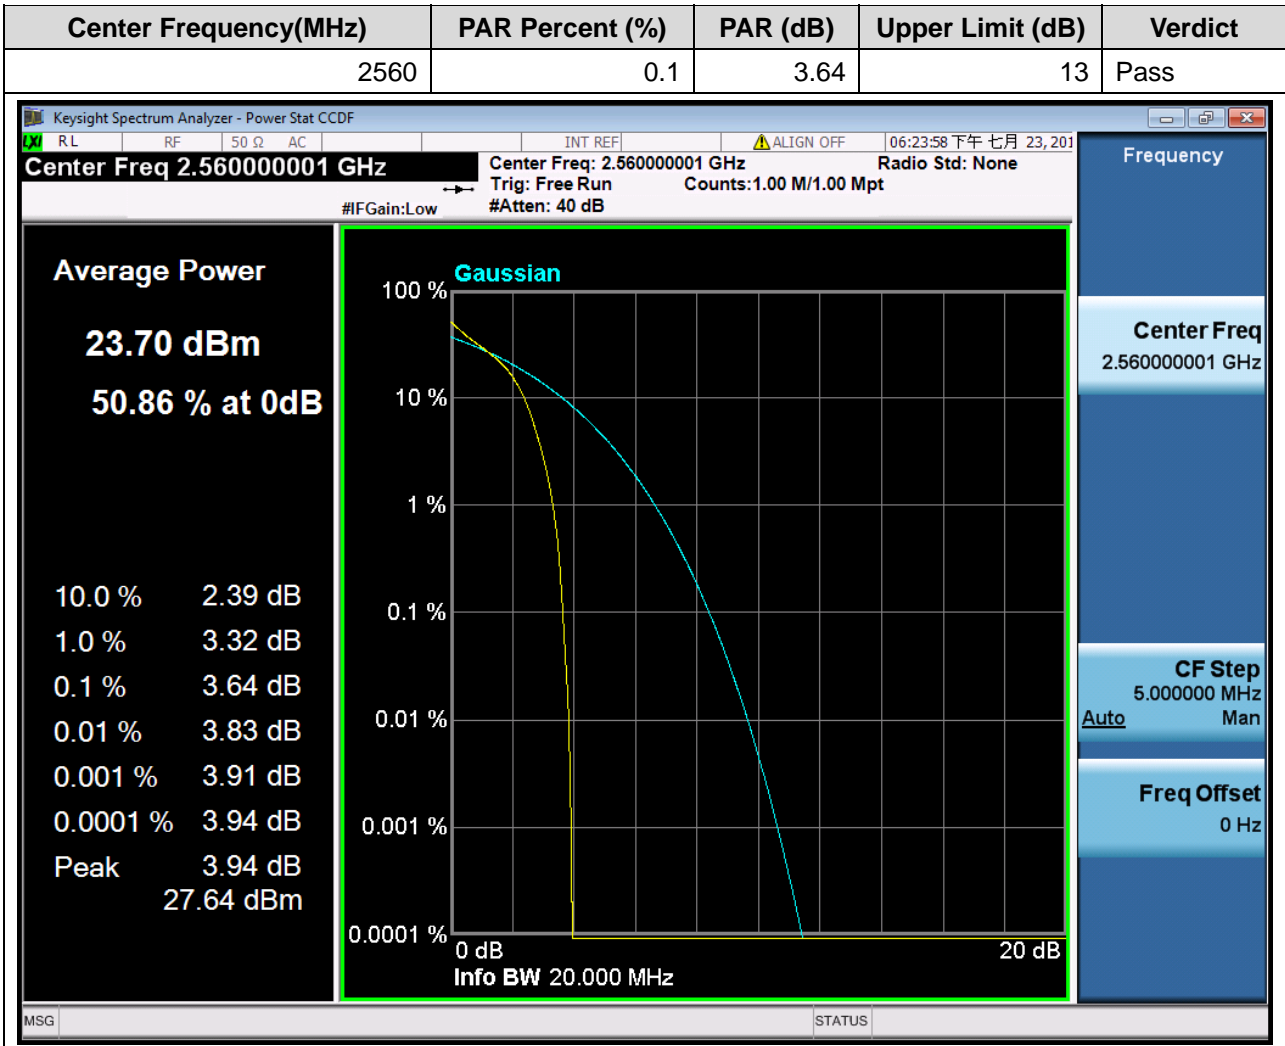 Center Frequency(MHz) PAR Percent (%) PAR (dB) Upper Limit (dB) Verdict
2560 0.1 3.64 13 Pass
Keysight Spectrum Analyzer - Power Stat CCDF
LXI RL RF 50 Ω AC INT REF ALIGN OFF 06:23:58 下午 七月 23, 201
Center Freq 2.560000001 GHz
#IFGain:Low
Center Freq: 2.560000001 GHz Radio Std: None
Trig: Free Run Counts:1.00 M/1.00 Mpt
#Atten: 40 dB
Average Power
23.70 dBm
50.86 % at 0dB
10.0 % 2.39 dB
1.0 % 3.32 dB
0.1 % 3.64 dB
0.01 % 3.83 dB
0.001 % 3.91 dB
0.0001 % 3.94 dB
Peak 3.94 dB
27.64 dBm
Gaussian
100 %
10 %
1 %
0.1 %
0.01 %
0.001 %
0.0001 %
0 dB 20 dB
Info BW 20.000 MHz
Frequency
Center Freq
2.560000001 GHz
CF Step
5.000000 MHz
Auto Man
Freq Offset
0 Hz
MSG STATUS